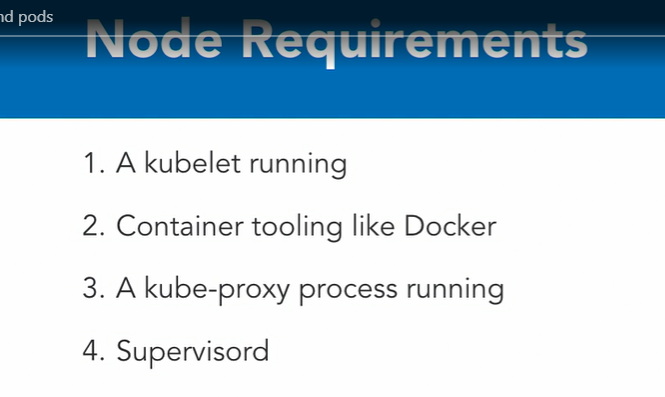 nd pods
Node Requirements
1. A kubelet running
2. Container tooling like Docker
3. A kube-proxy process running
4. Supervisord